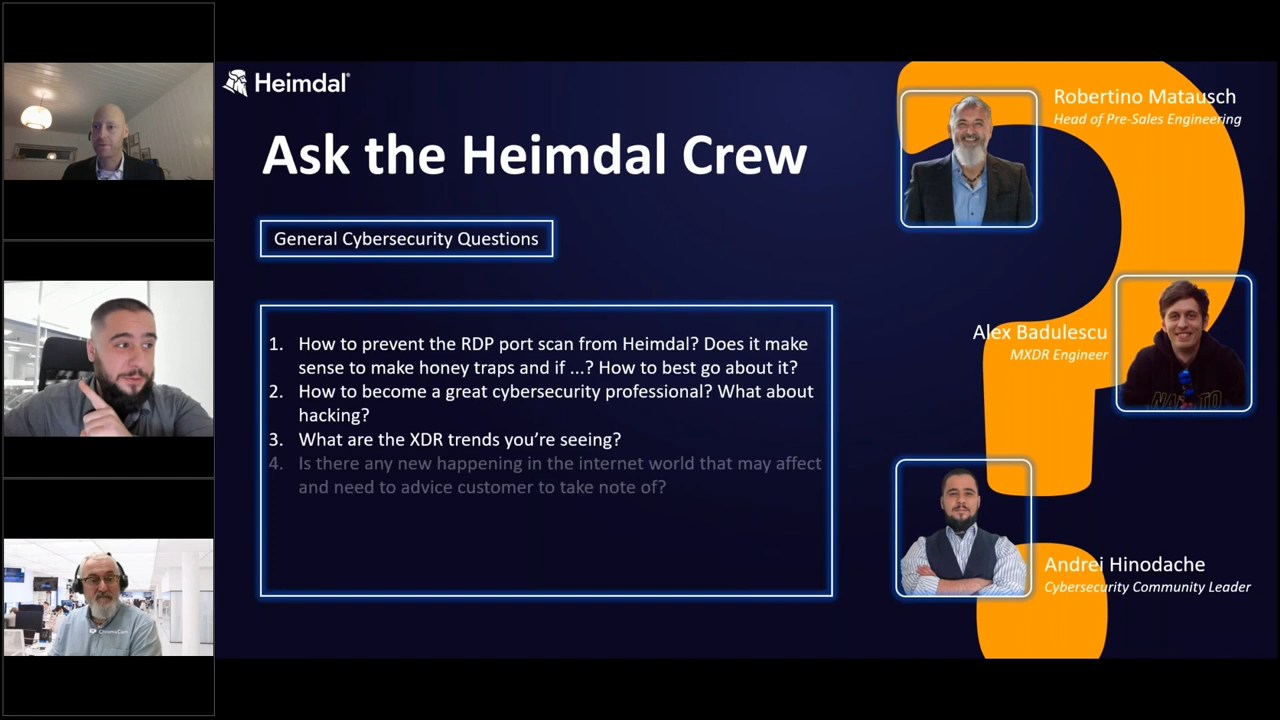 Heimdal®
Ask the Heimdal Crew
General Cybersecurity Questions
1. How to prevent the RDP port scan from Heimdal? Does it make
sense to make honey traps and if ...? How to best go about it?
2. How to become a great cybersecurity professional? What about
hacking?
3. What are the XDR trends you're seeing?
4. Is there any new happening in the internet world that may affect
and need to advice customer to take note of?
Robertino Matausch
Head of Pre-Sales Engineering
Alex Badulescu
MXDR Engineer
Andrei Hinodache
Cybersecurity Community Leader
ChromaCam